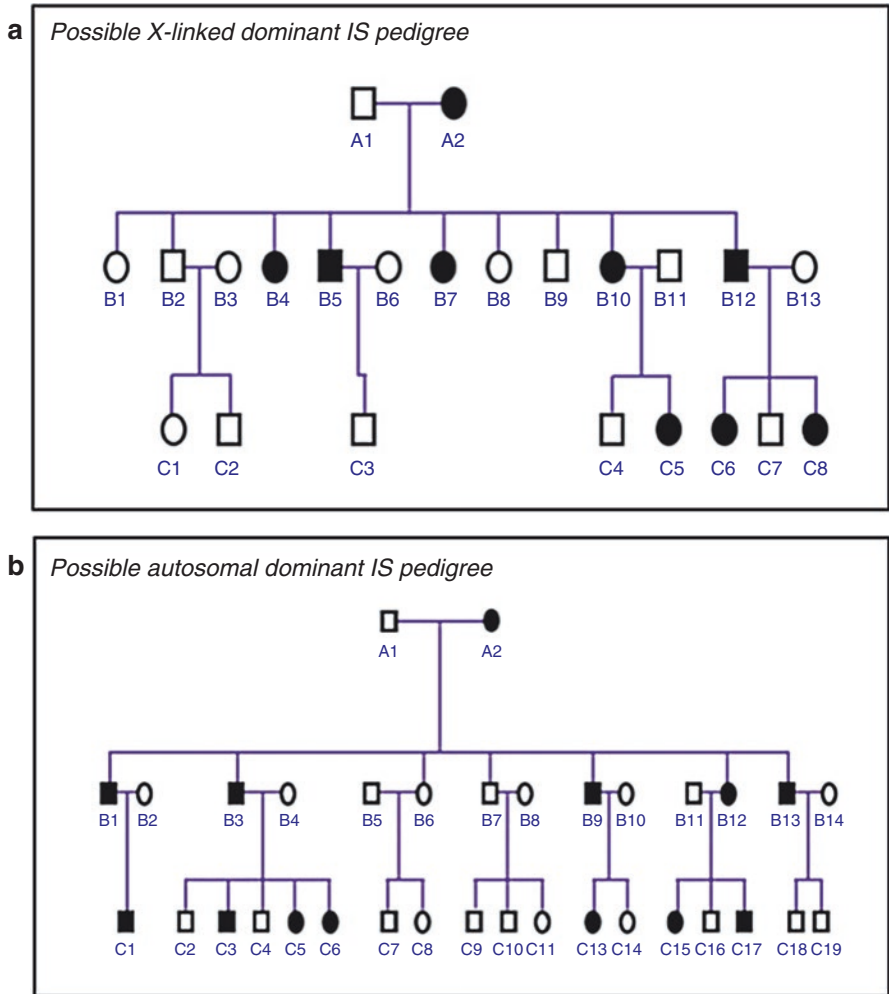 a
Possible X-linked dominant IS pedigree
A1 A2
B1 B2 B3 B4 B5 B6 B7 B8 B9 B10 B11 B12 B13
C1 C2 C3 C4 C5 C6 C7 C8
b
Possible autosomal dominant IS pedigree
A1 A2
B1 B2 B3 B4 B5 B6 B7 B8 B9 B10 B11 B12 B13 B14
C1 C2 C3 C4 C5 C6 C7 C8 C9 C10 C11 C13 C14 C15 C16 C17 C18 C19